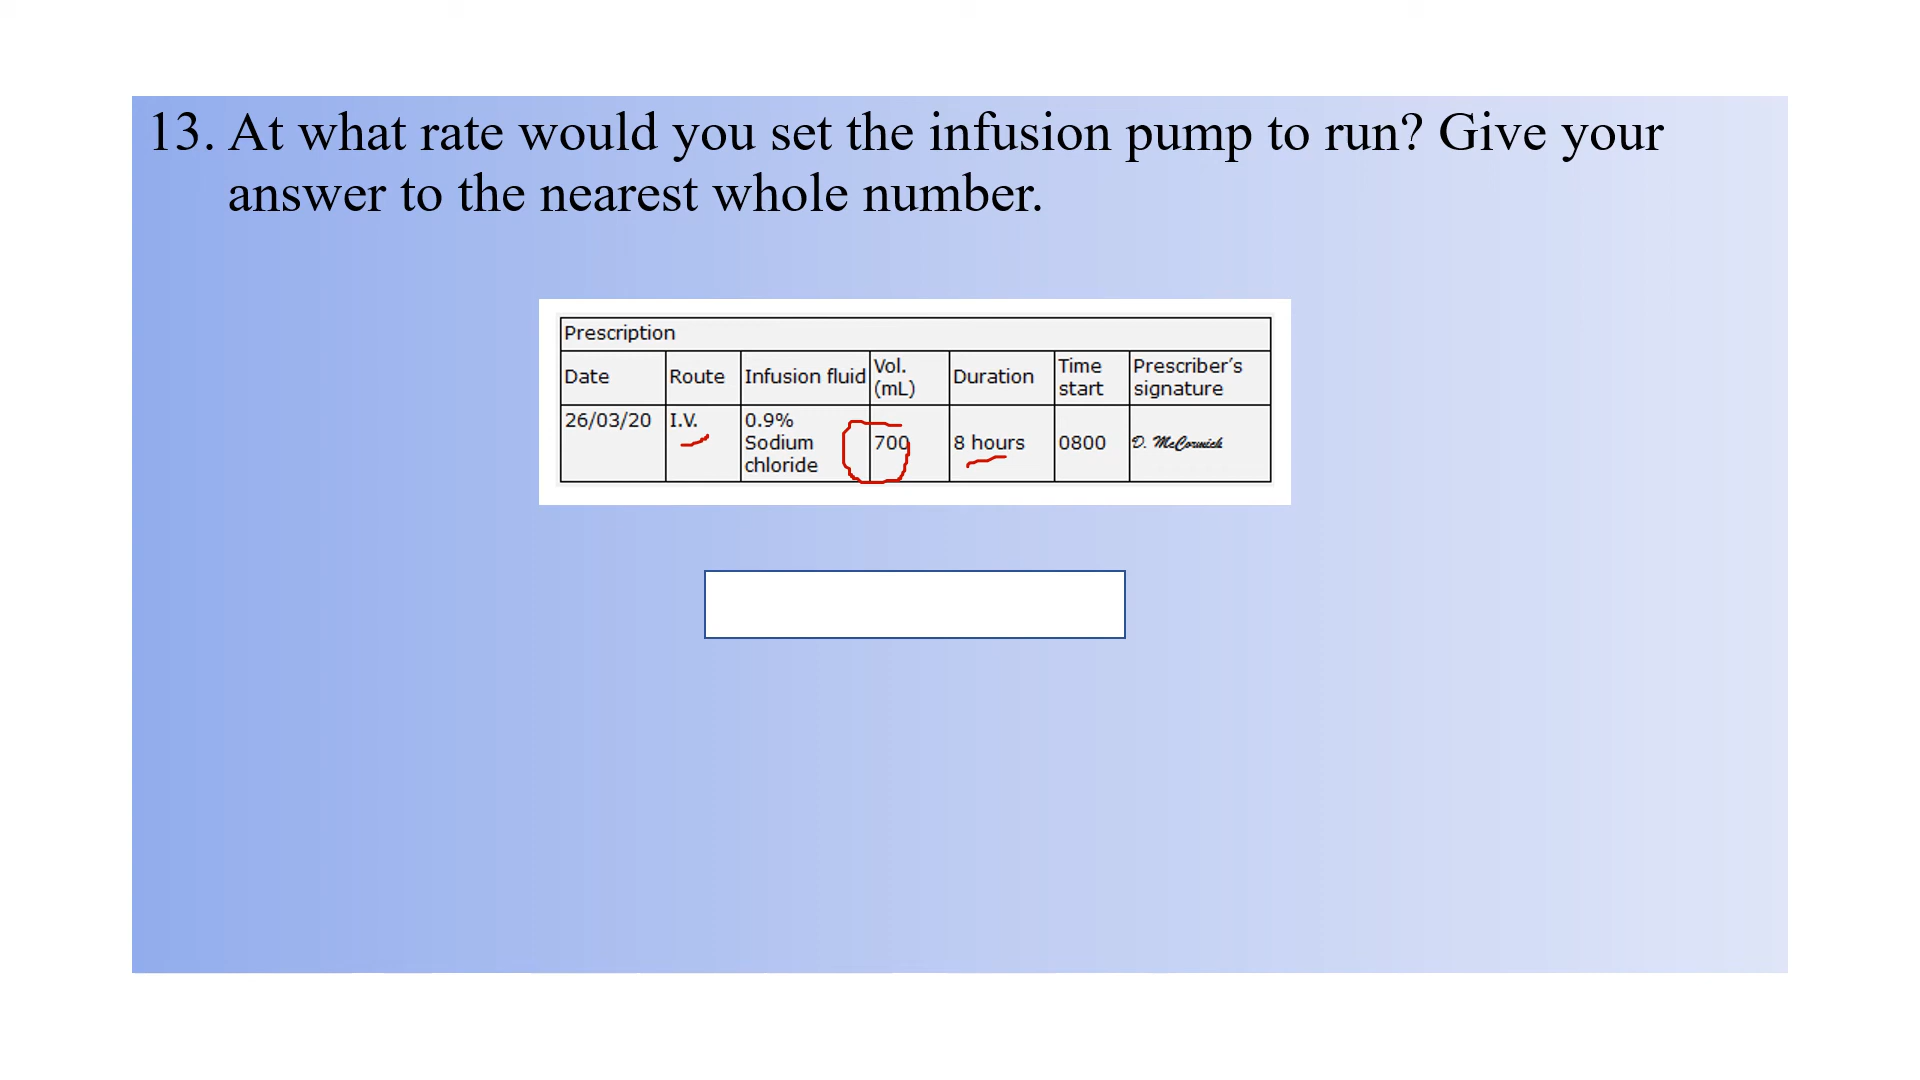 13. At what rate would you set the infusion pump to run? Give your
answer to the nearest whole number.
Prescription
Date Route Infusion fluid Vol. (mL) Duration Time start Prescriber's signature
26/03/20 I.V. 0.9% Sodium chloride 700 8 hours 0800 D. McCormick